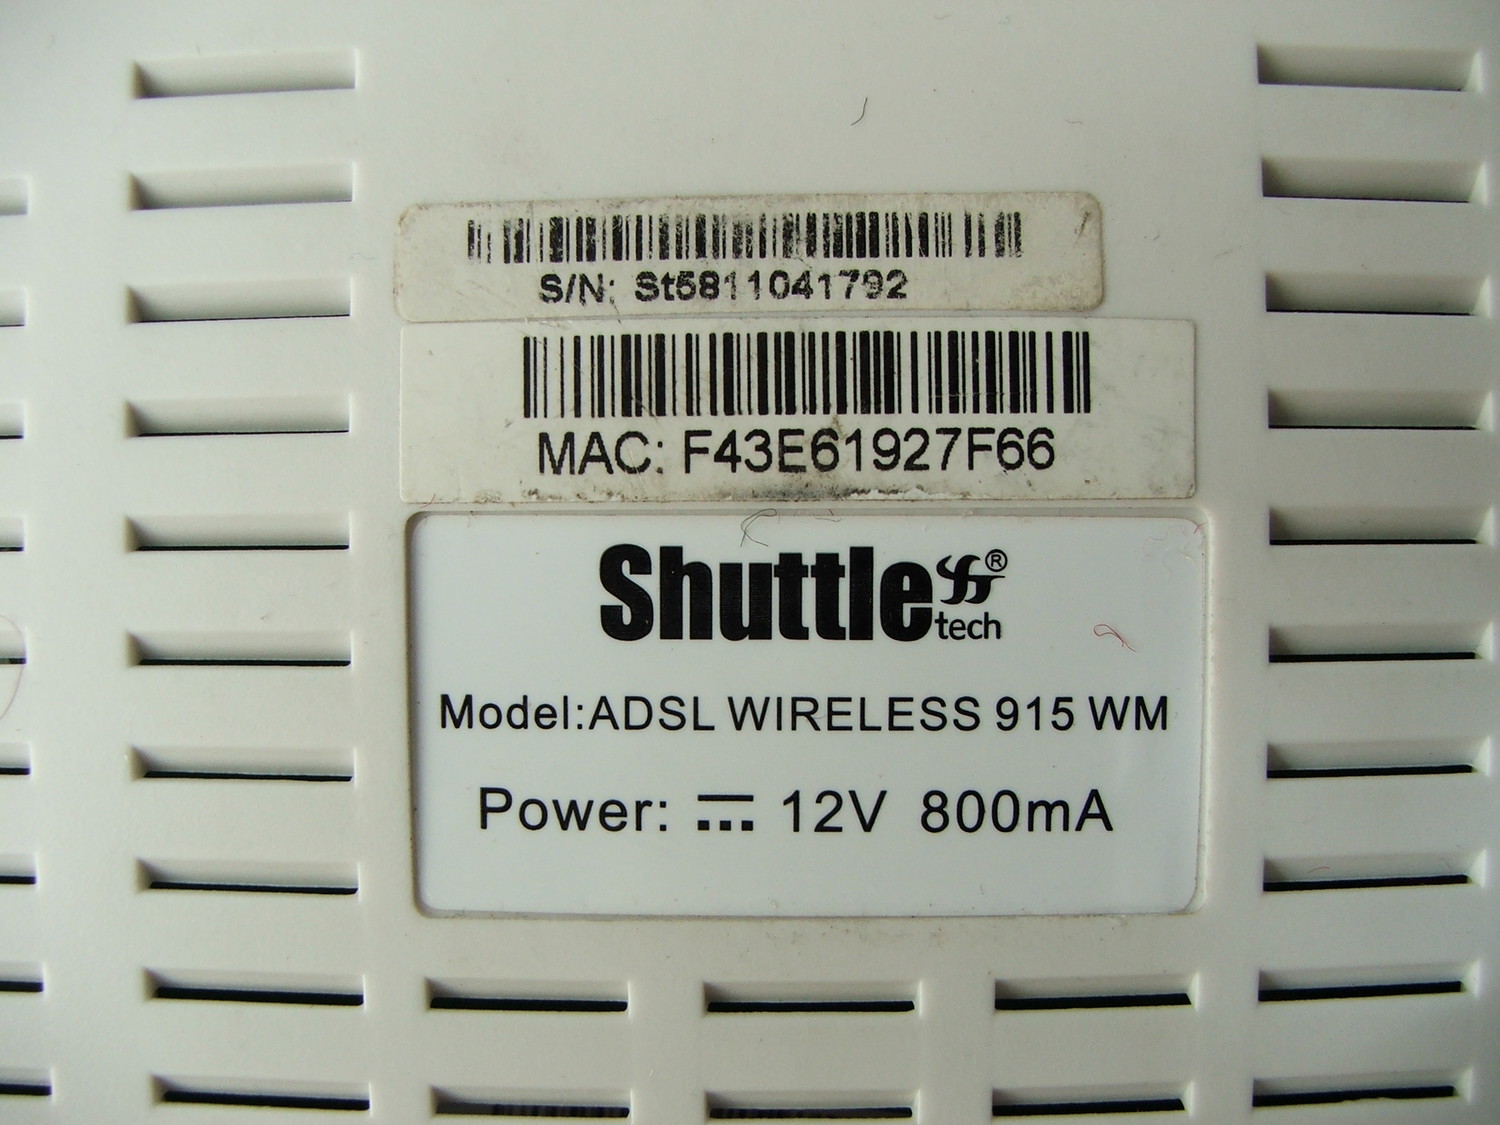 S/N: St5811041792
MAC: F43E61927F66
Shuttle tech ®
Model:ADSL WIRELESS 915 WM
Power: ⎓ 12V 800mA